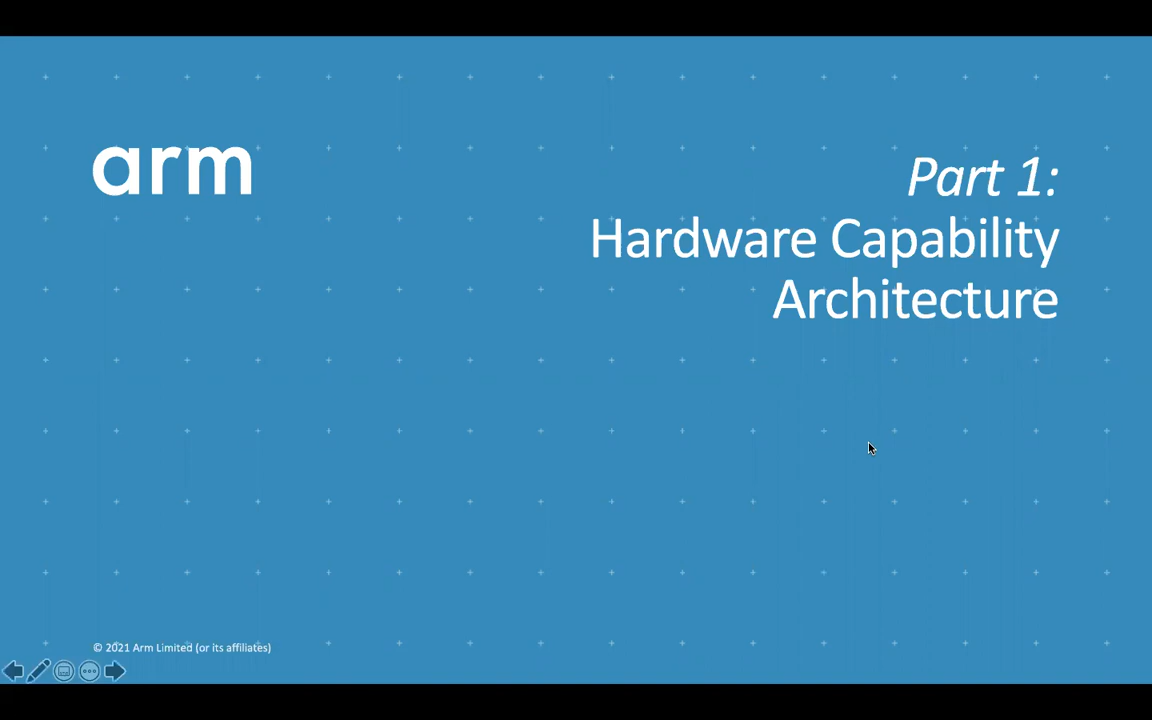 arm
Part 1:
Hardware Capability
Architecture
© 2021 Arm Limited (or its affiliates)